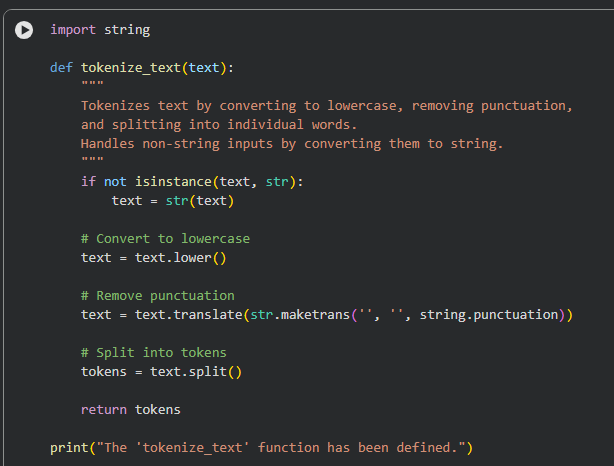 import string
def tokenize_text(text):
"""
Tokenizes text by converting to lowercase, removing punctuation,
and splitting into individual words.
Handles non-string inputs by converting them to string.
"""
if not isinstance(text, str):
text = str(text)
# Convert to lowercase
text = text.lower()
# Remove punctuation
text = text.translate(str.maketrans('', '', string.punctuation))
# Split into tokens
tokens = text.split()
return tokens
print("The 'tokenize_text' function has been defined.")